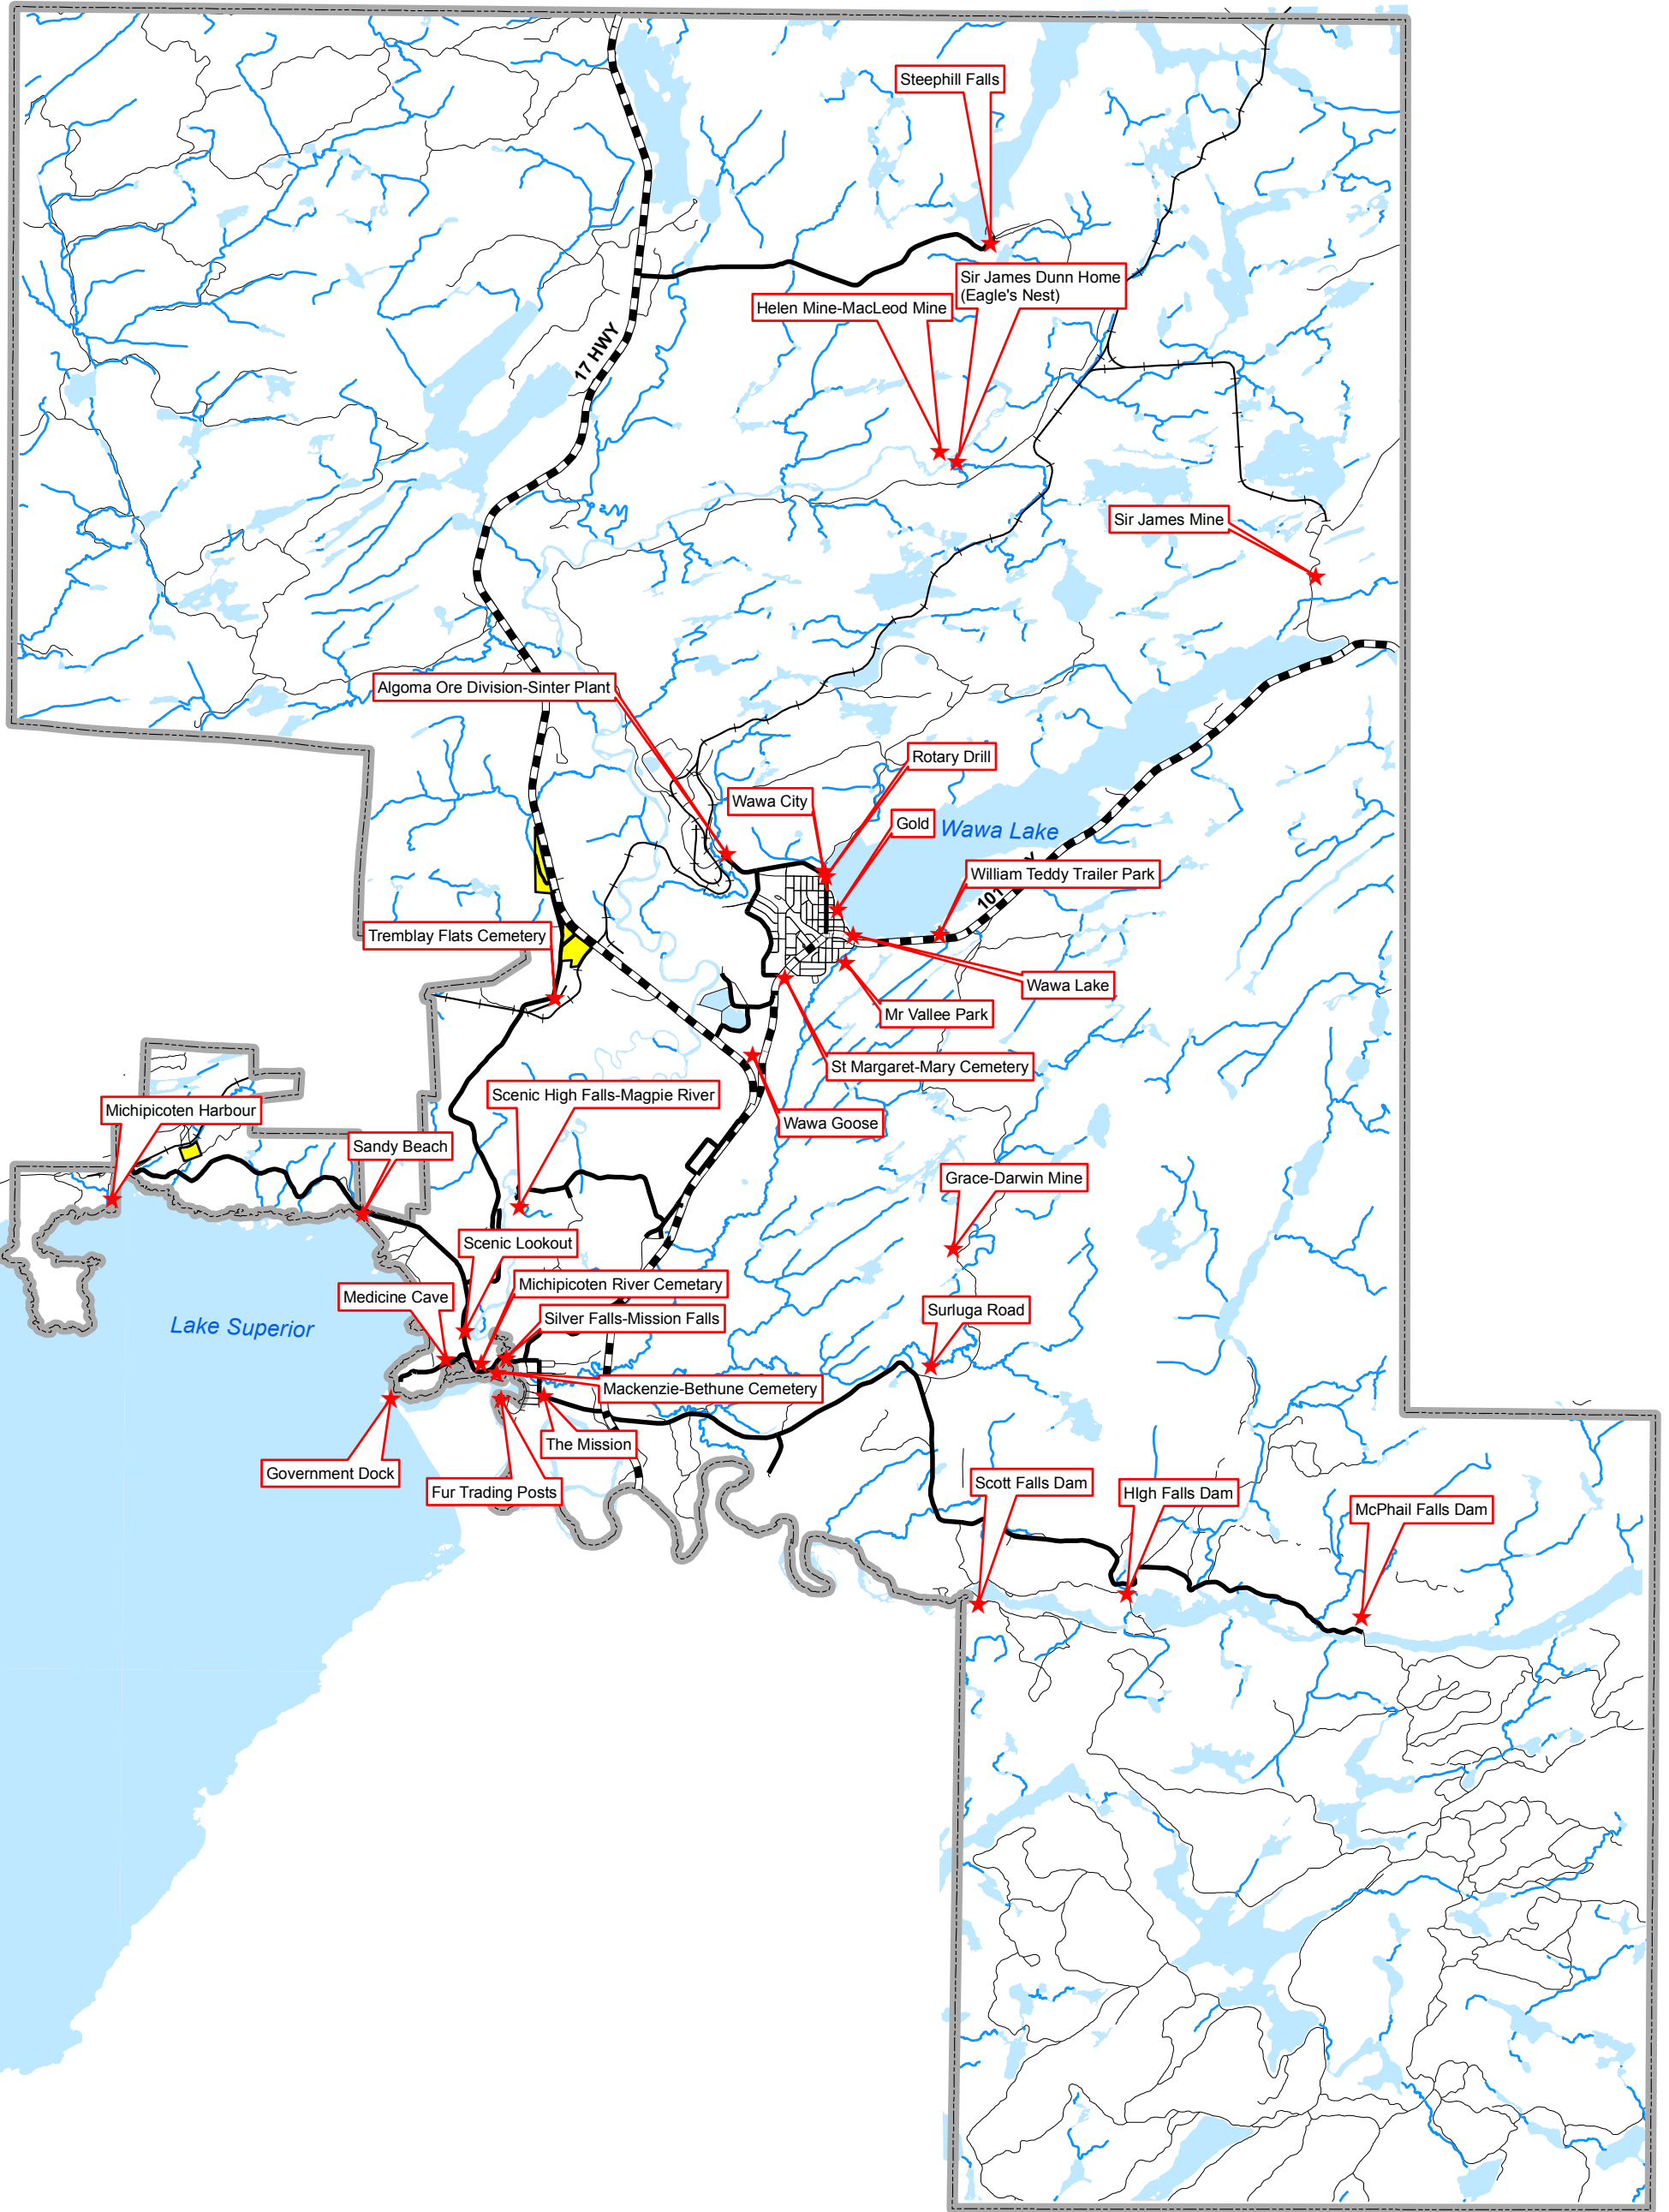 Steephill Falls
Sir James Dunn Home
(Eagle's Nest)
Helen Mine-MacLeod Mine
17 HWY
Sir James Mine
Algoma Ore Division-Sinter Plant
Rotary Drill
Wawa City
Gold
Wawa Lake
William Teddy Trailer Park
101
Tremblay Flats Cemetery
Wawa Lake
Mr Vallee Park
St Margaret-Mary Cemetery
Scenic High Falls-Magpie River
Michipicoten Harbour
Wawa Goose
Sandy Beach
Grace-Darwin Mine
Scenic Lookout
Michipicoten River Cemetary
Medicine Cave
Surluga Road
Silver Falls-Mission Falls
Lake Superior
Mackenzie-Bethune Cemetery
The Mission
Government Dock
Fur Trading Posts
Scott Falls Dam
HIgh Falls Dam
McPhail Falls Dam